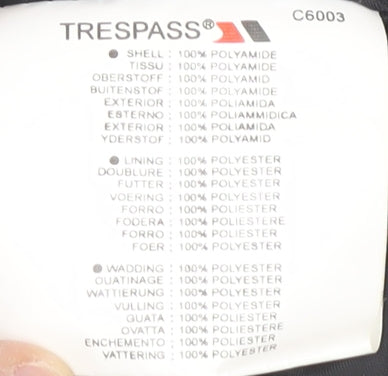 C6003
TRESPASS®
SHELL : 100% POLYAMIDE
TISSU : 100% POLYAMIDE
OBERSTOFF : 100% POLYAMID
BUITENSTOF : 100% POLYAMIDE
EXTERIOR : 100% POLIAMIDA
ESTERNO : 100% POLIAMMIDICA
EXTERIOR : 100% POLIAMIDA
YDERSTOF : 100% POLYAMID
LINING : 100% POLYESTER
DOUBLURE : 100% POLYESTER
FUTTER : 100% POLYESTER
VOERING : 100% POLYESTER
FORRO : 100% POLIESTER
FODERA : 100% POLIESTERE
FORRO : 100% POLIESTER
FOER : 100% POLYESTER
WADDING : 100% POLYESTER
OUATINAGE : 100% POLYESTER
WATTIERUNG : 100% POLYESTER
VULLING : 100% POLYESTER
GUATA : 100% POLIESTER
OVATTA : 100% POLIESTERE
ENCHEMENTO : 100% POLIESTER
VATTERING : 100% POLYESTER